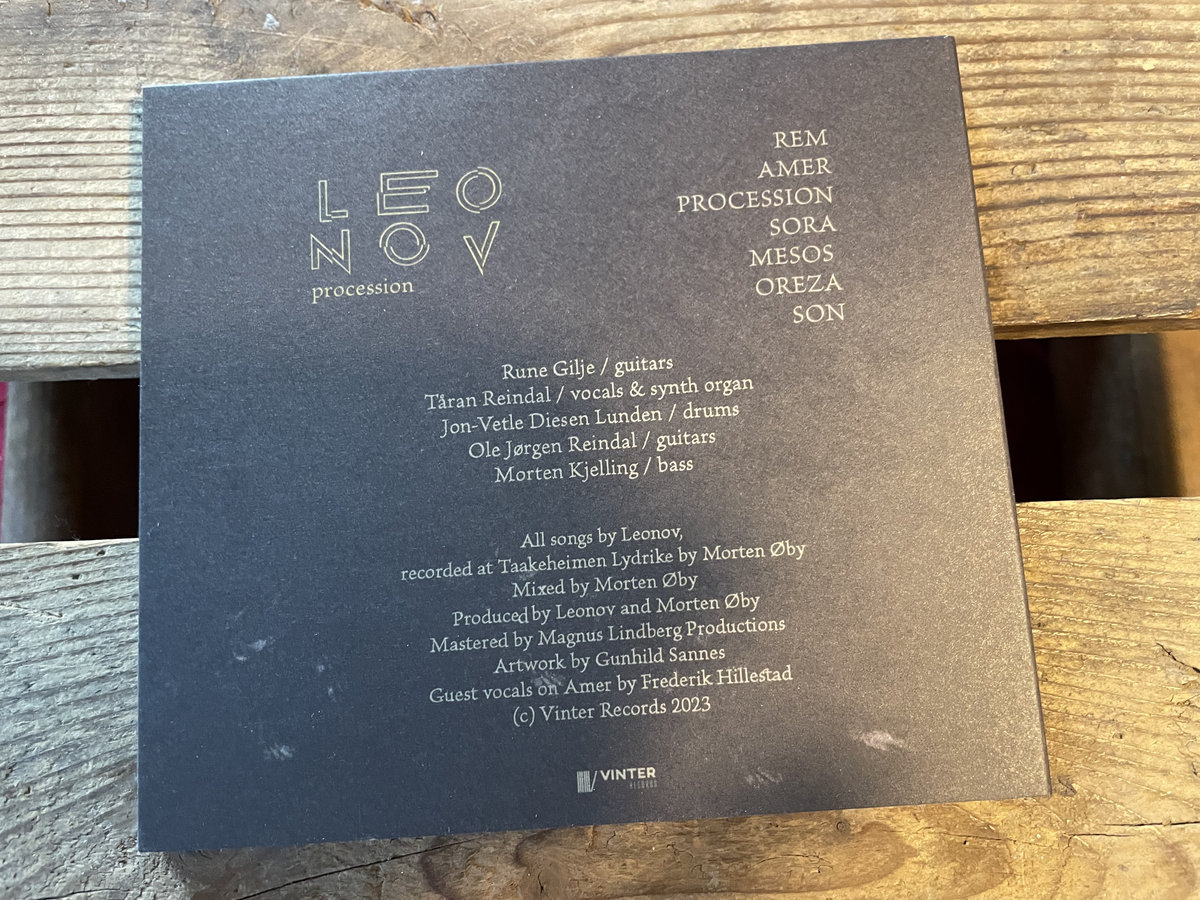 LEO
NOV
procession
REM
AMER
PROCESSION
SORA
MESOS
OREZA
SON
Rune Gilje / guitars
Tåran Reindal / vocals & synth organ
Jon-Vetle Diesen Lunden / drums
Ole Jørgen Reindal / guitars
Morten Kjelling / bass
All songs by Leonov,
recorded at Taakeheimen Lydrike by Morten Øby
Mixed by Morten Øby
Produced by Leonov and Morten Øby
Mastered by Magnus Lindberg Productions
Artwork by Gunhild Sannes
Guest vocals on Amer by Frederik Hillestad
(c) Vinter Records 2023
VINTER
RECORDS